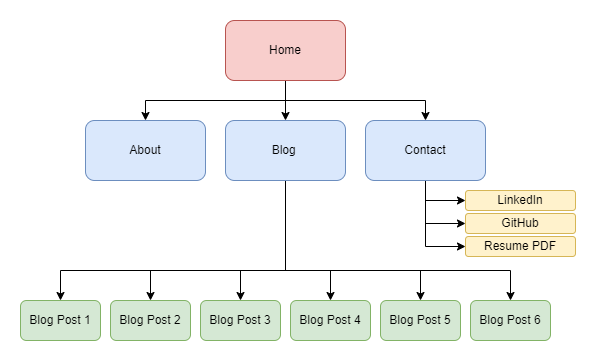 Home
About
Blog
Contact
LinkedIn
GitHub
Resume PDF
Blog Post 1
Blog Post 2
Blog Post 3
Blog Post 4
Blog Post 5
Blog Post 6